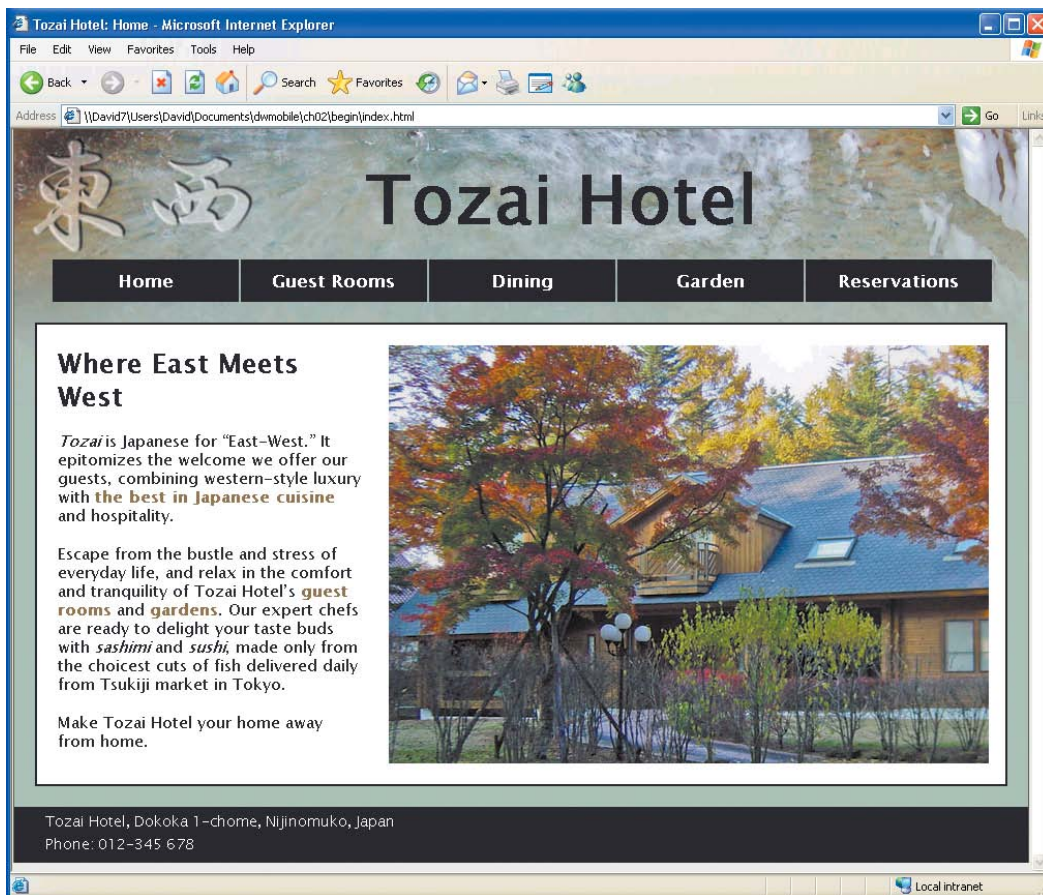 Tozai Hotel: Home - Microsoft Internet Explorer
File Edit View Favorites Tools Help
Back Search Favorites
Address \\David7\Users\David\Documents\dwmobile\ch02\begin\index.html Go Links
東西
Tozai Hotel
Home Guest Rooms Dining Garden Reservations
Where East Meets
West
Tozai is Japanese for “East-West.” It
epitomizes the welcome we offer our
guests, combining western-style luxury
with the best in Japanese cuisine
and hospitality.
Escape from the bustle and stress of
everyday life, and relax in the comfort
and tranquility of Tozai Hotel’s guest
rooms and gardens. Our expert chefs
are ready to delight your taste buds
with sashimi and sushi, made only from
the choicest cuts of fish delivered daily
from Tsukiji market in Tokyo.
Make Tozai Hotel your home away
from home.
Tozai Hotel, Dokoka 1-chome, Nijinomuko, Japan
Phone: 012-345 678
Local intranet